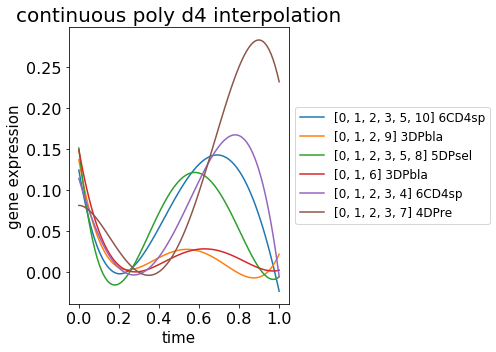 continuous poly d4 interpolation
gene expression
0.25
0.20
0.15
0.10
0.05
0.00
0.0 0.2 0.4 0.6 0.8 1.0
time
[0, 1, 2, 3, 5, 10] 6CD4sp
[0, 1, 2, 9] 3DPbla
[0, 1, 2, 3, 5, 8] 5DPsel
[0, 1, 6] 3DPbla
[0, 1, 2, 3, 4] 6CD4sp
[0, 1, 2, 3, 7] 4DPre